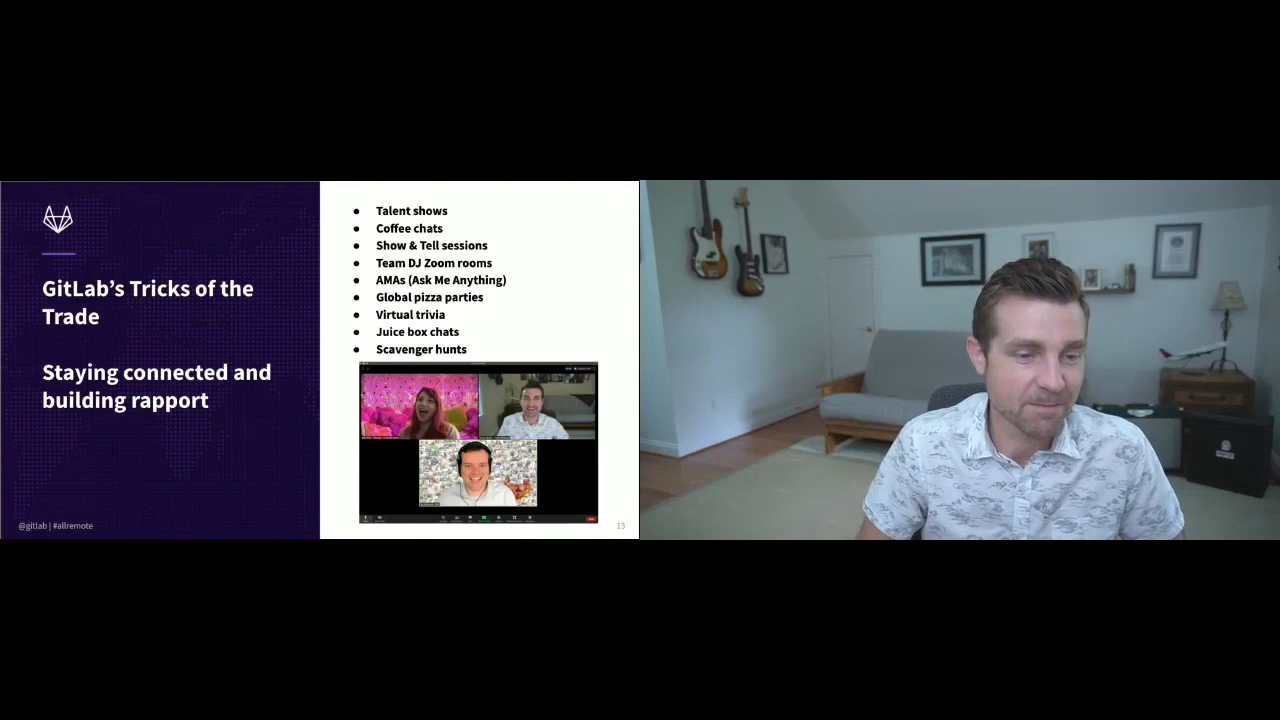 GitLab's Tricks of the
Trade
Staying connected and
building rapport
@gitlab | #allremote
● Talent shows
● Coffee chats
● Show & Tell sessions
● Team DJ Zoom rooms
● AMAs (Ask Me Anything)
● Global pizza parties
● Virtual trivia
● Juice box chats
● Scavenger hunts
13